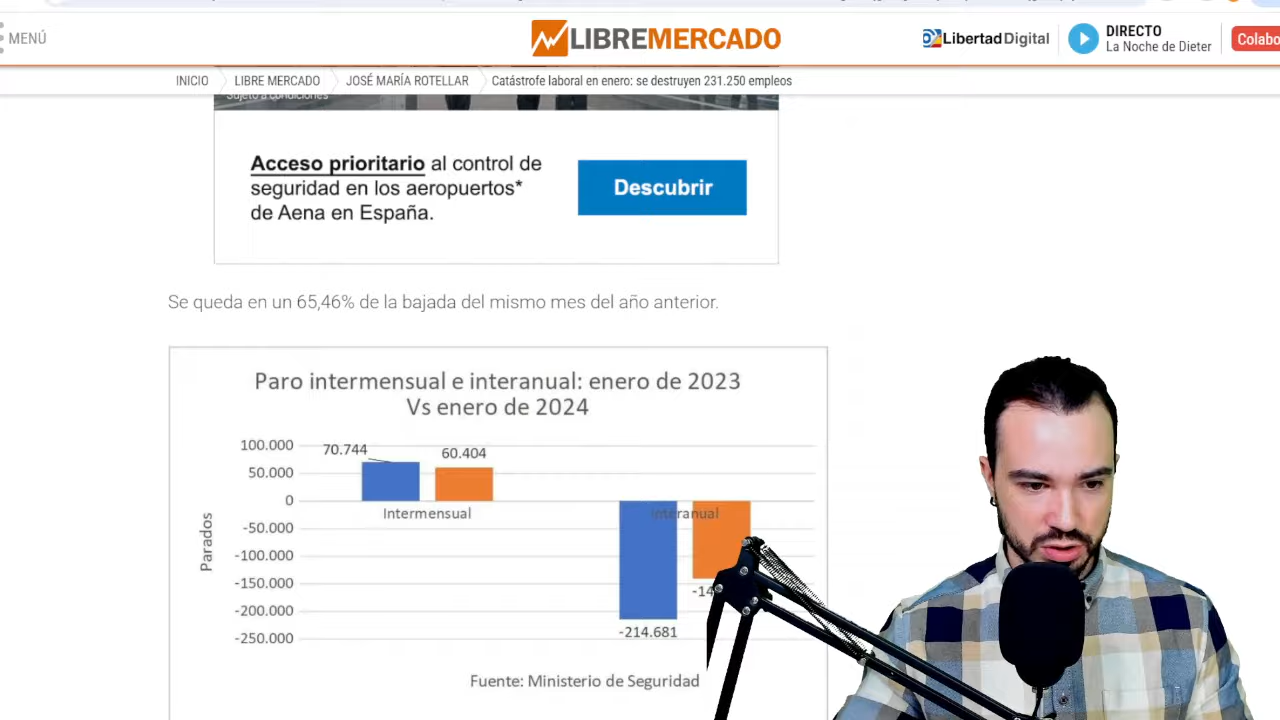 MENÚ
LIBREMERCADO
LibertadDigital
DIRECTO
La Noche de Dieter
Colabo
INICIO
LIBRE MERCADO
JOSÉ MARÍA ROTELLAR
Catástrofe laboral en enero: se destruyen 231.250 empleos
Sujeto a condiciones
Acceso prioritario al control de
seguridad en los aeropuertos*
de Aena en España.
Descubrir
Se queda en un 65,46% de la bajada del mismo mes del año anterior.
Paro intermensual e interanual: enero de 2023
Vs enero de 2024
100.000
50.000
0
-50.000
-100.000
-150.000
-200.000
-250.000
Parados
70.744
60.404
Intermensual
Interanual
-214.681
-14
Fuente: Ministerio de Seguridad